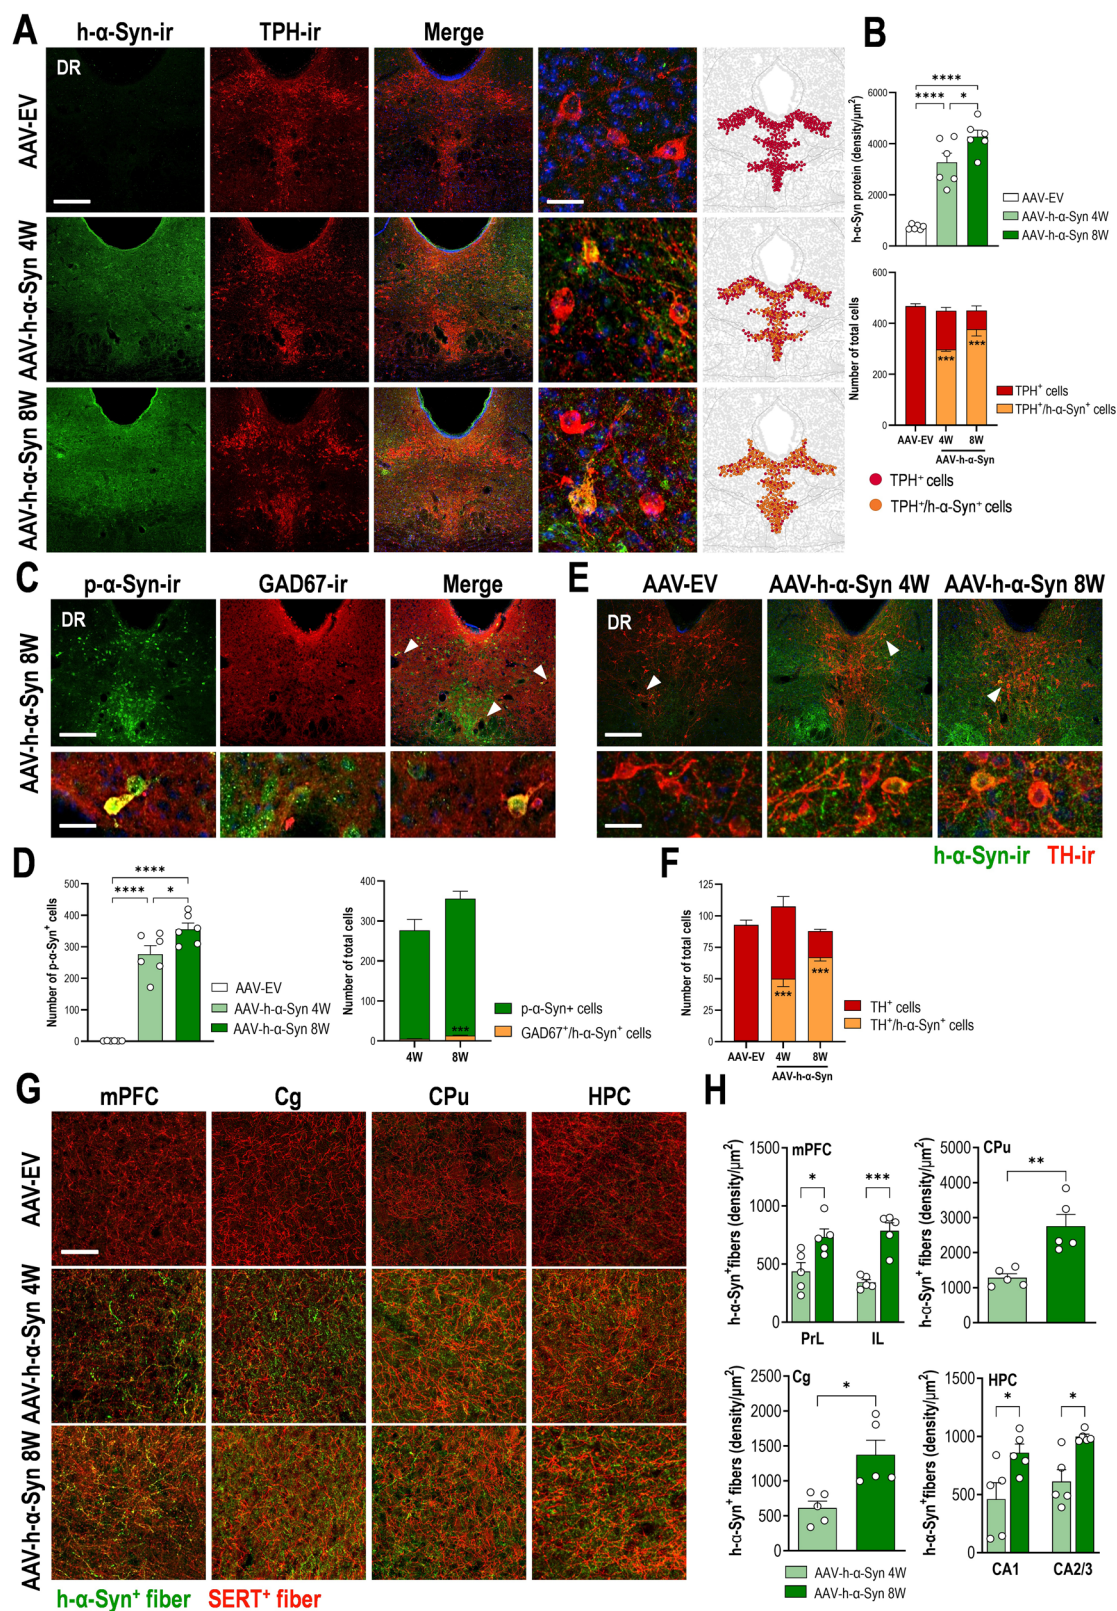 A
h-α-Syn-ir
TPH-ir
Merge
DR
AAV-EV
AAV-h-α-Syn 4W
AAV-h-α-Syn 8W
B
****
****
*
6000
4000
2000
0
h-α-Syn protein (density/μm²)
AAV-EV
AAV-h-α-Syn 4W
AAV-h-α-Syn 8W
600
400
200
0
Number of total cells
***
***
TPH⁺ cells
TPH⁺/h-α-Syn⁺ cells
AAV-EV
4W
8W
AAV-h-α-Syn
TPH⁺ cells
TPH⁺/h-α-Syn⁺ cells
C
p-α-Syn-ir
GAD67-ir
Merge
DR
AAV-h-α-Syn 8W
E
AAV-EV
AAV-h-α-Syn 4W
AAV-h-α-Syn 8W
DR
h-α-Syn-ir
TH-ir
D
****
****
*
500
400
300
200
100
0
Number of p-α-Syn⁺ cells
AAV-EV
AAV-h-α-Syn 4W
AAV-h-α-Syn 8W
400
300
200
100
0
Number of total cells
***
4W
8W
p-α-Syn+ cells
GAD67⁺/h-α-Syn⁺ cells
F
125
100
75
50
25
0
Number of total cells
***
***
TH⁺ cells
TH⁺/h-α-Syn⁺ cells
AAV-EV
4W
8W
AAV-h-α-Syn
G
mPFC
Cg
CPu
HPC
AAV-EV
AAV-h-α-Syn 4W
AAV-h-α-Syn 8W
h-α-Syn⁺ fiber
SERT⁺ fiber
H
mPFC
1500
1000
500
0
h-α-Syn⁺fibers (density/μm²)
*
***
PrL
IL
CPu
5000
4000
3000
2000
1000
0
h-α-Syn⁺ fibers (density/μm²)
**
Cg
2500
2000
1500
1000
500
0
h-α-Syn⁺ fibers (density/μm²)
*
HPC
1500
1000
500
0
h-α-Syn⁺fibers (density/μm²)
*
*
CA1
CA2/3
AAV-h-α-Syn 4W
AAV-h-α-Syn 8W